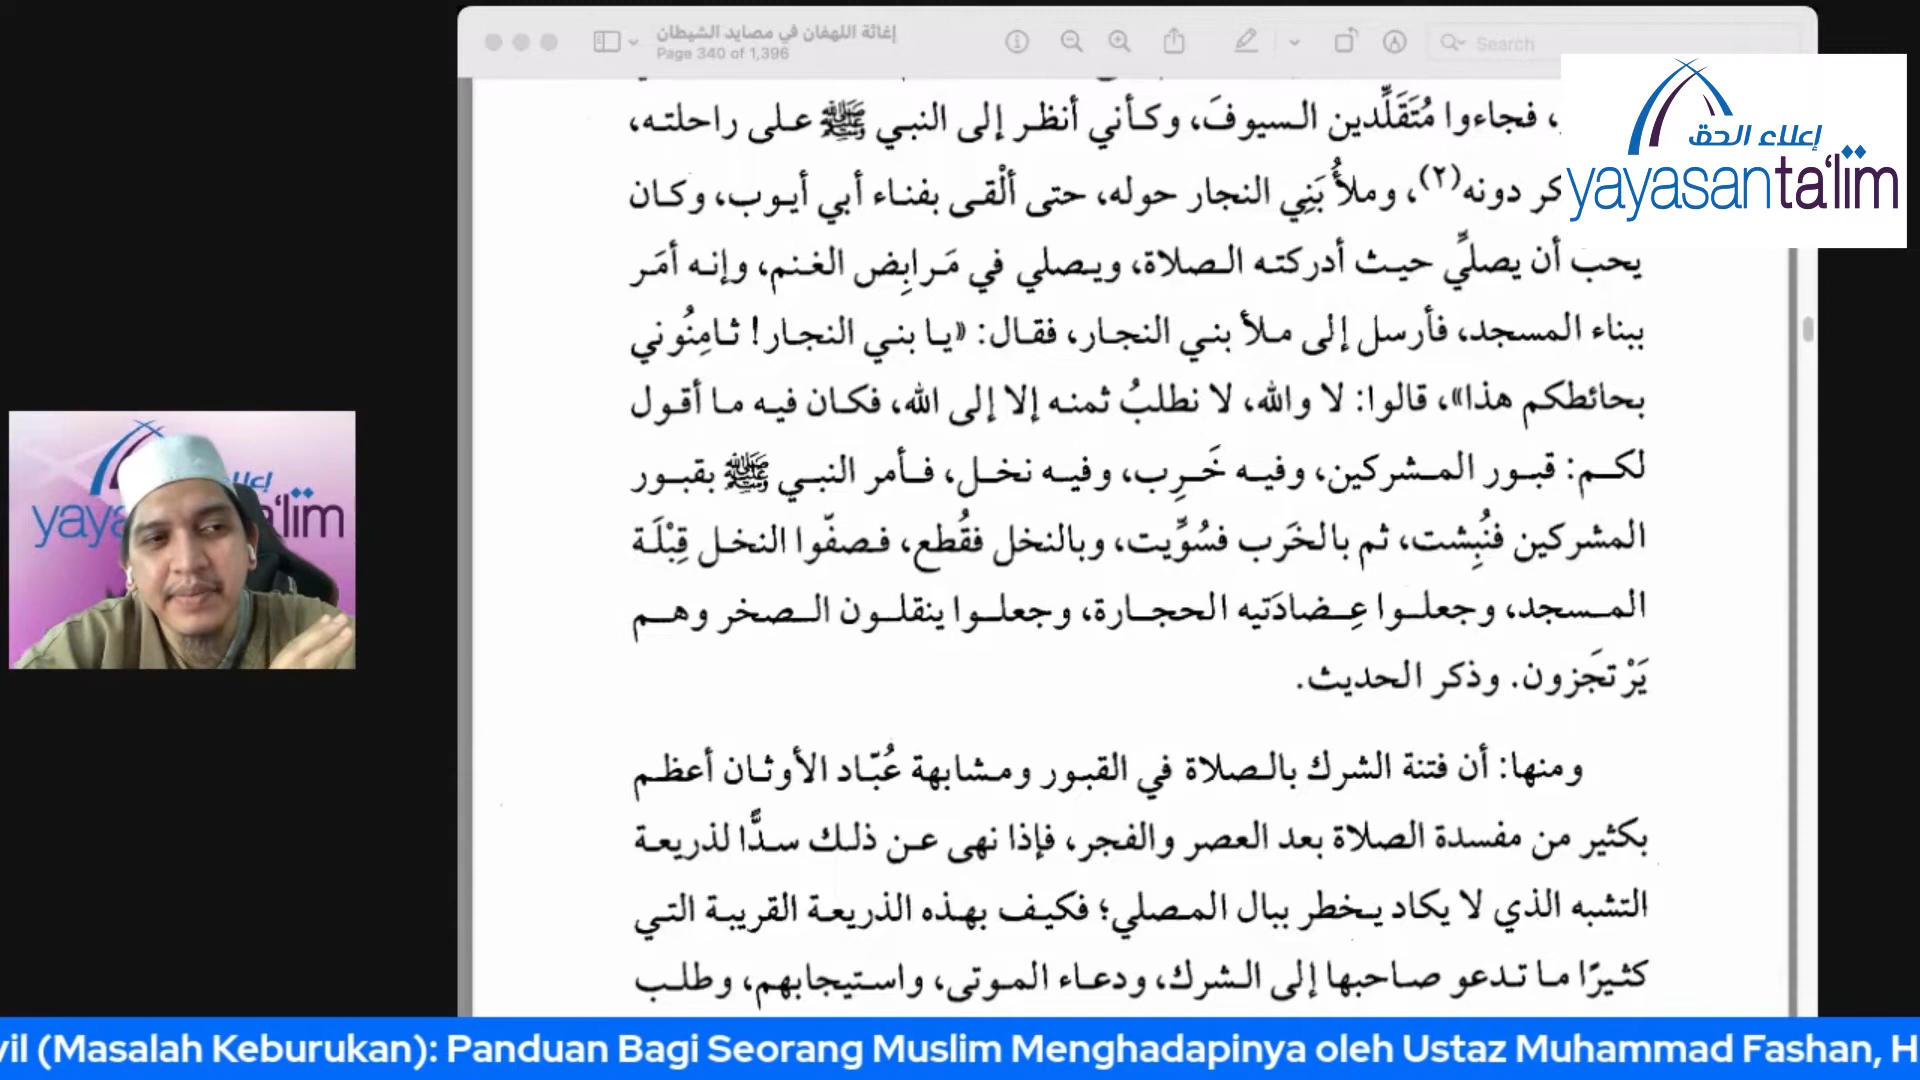 إغاثة اللهفان في مصايد الشيطان
Page 340 of 1,396
Search
إعلاء الحق
yayasanta'lim
، فجاءوا مُتَقَلِّدين السيوفَ، وكأني أنظر إلى النبي ﷺ على راحلته،
كر دونه(٢)، وملأُ بَنِي النجار حوله، حتى ألْقى بفناء أبي أيوب، وكان
يحب أن يصلِّي حيث أدركته الصلاة، ويصلي في مَرابِض الغنم، وإنه أمَر
ببناء المسجد، فأرسل إلى ملأ بني النجار، فقال: «يا بني النجار! ثامِنُوني
بحائطكم هذا»، قالوا: لا والله، لا نطلبُ ثمنه إلا إلى الله، فكان فيه ما أقول
لكم: قبور المشركين، وفيه خَرِب، وفيه نخل، فأمر النبي ﷺ بقبور
المشركين فنُبِشت، ثم بالخَرب فسُوِّيت، وبالنخل فقُطع، فصفّوا النخل قِبْلَة
المسجد، وجعلوا عِضادَتيه الحجارة، وجعلوا ينقلون الصخر وهم
يَرْتجَزون. وذكر الحديث.
ومنها: أن فتنة الشرك بالصلاة في القبور ومشابهة عُبّاد الأوثان أعظم
بكثير من مفسدة الصلاة بعد العصر والفجر، فإذا نهى عن ذلك سدًّا لذريعة
التشبه الذي لا يكاد يخطر ببال المصلي؛ فكيف بهذه الذريعة القريبة التي
كثيرًا ما تدعو صاحبها إلى الشرك، ودعاء الموتى، واستيجابهم، وطلب
vil (Masalah Keburukan): Panduan Bagi Seorang Muslim Menghadapinya oleh Ustaz Muhammad Fashan, H